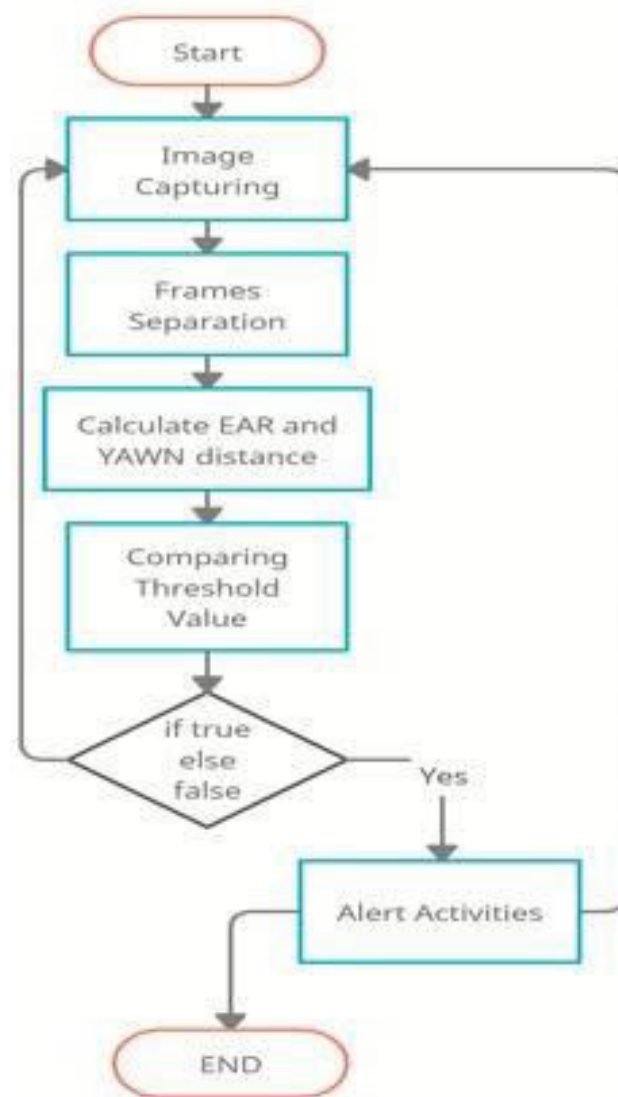 Start
Image
Capturing
Frames
Separation
Calculate EAR and
YAWN distance
Comparing
Threshold
Value
if true
else
false
Yes
Alert Activities
END